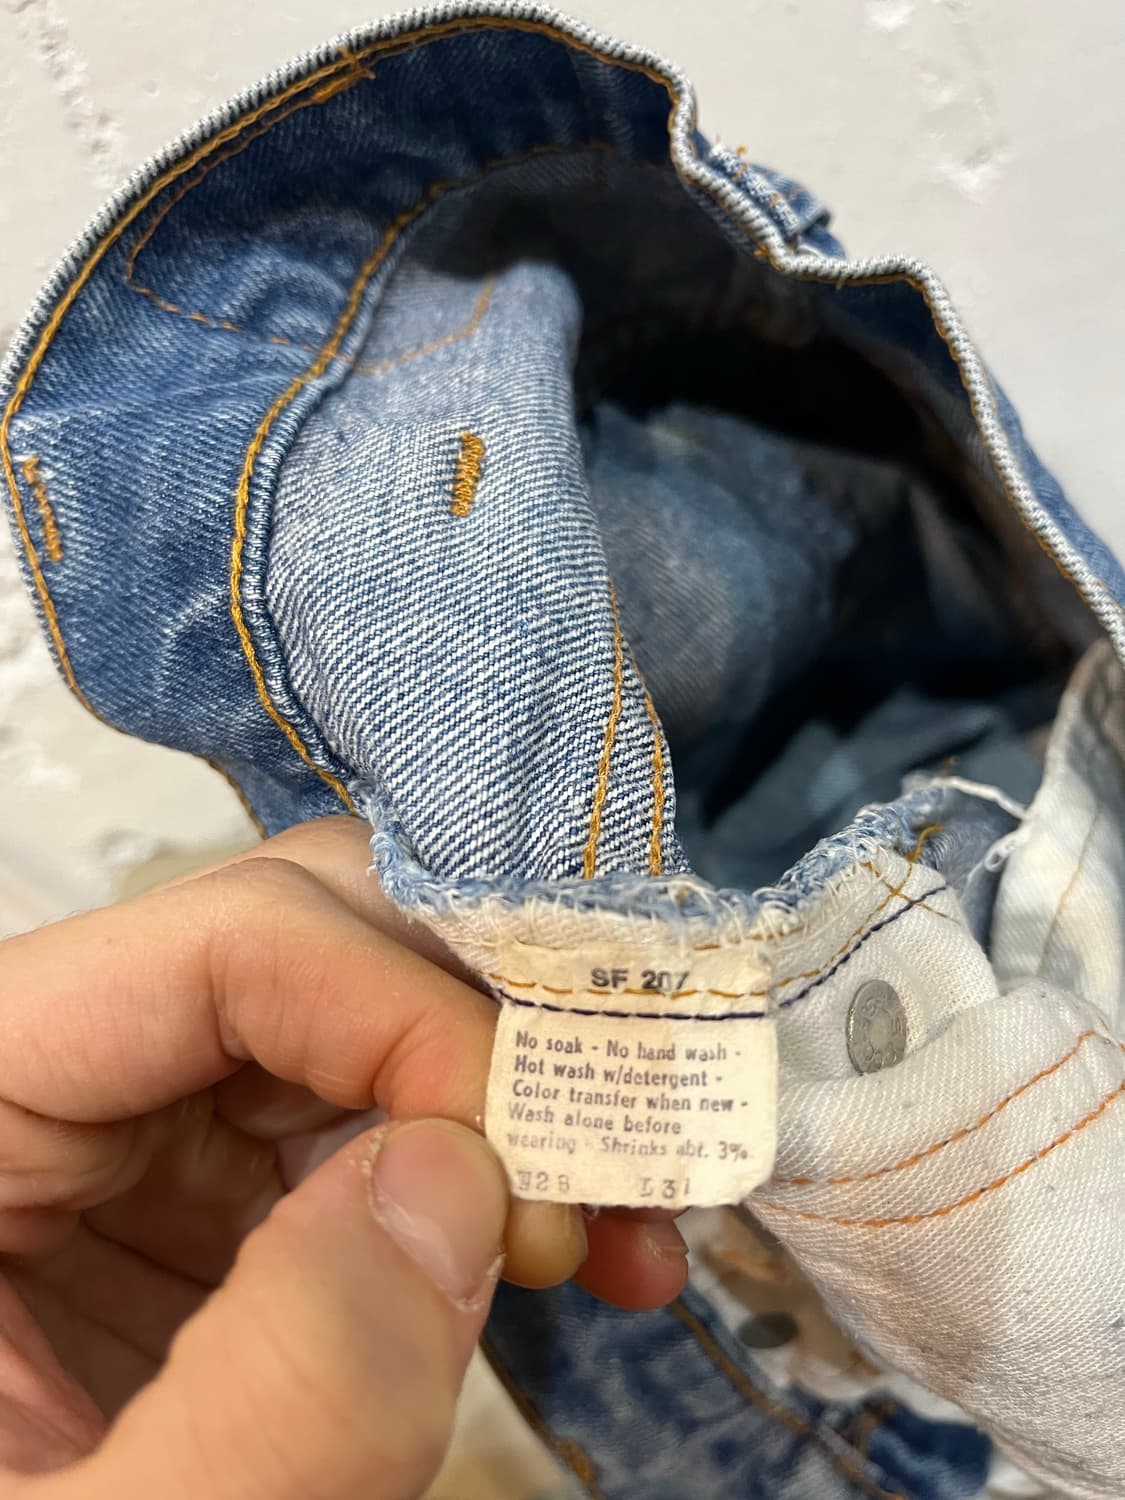 SF 207
No soak - No hand wash -
Hot wash w/detergent -
Color transfer when new -
Wash alone before
wearing - Shrinks abt. 3%
W28 L31